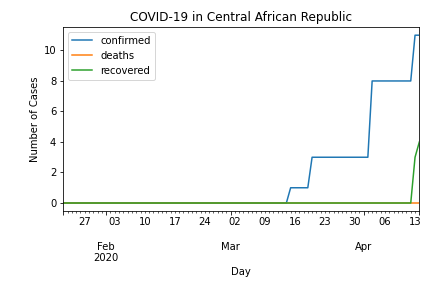 COVID-19 in Central African Republic
confirmed
deaths
recovered
Number of Cases
10
8
6
4
2
0
27 03 10 17 24 02 09 16 23 30 06 13
Feb Mar Apr
2020
Day